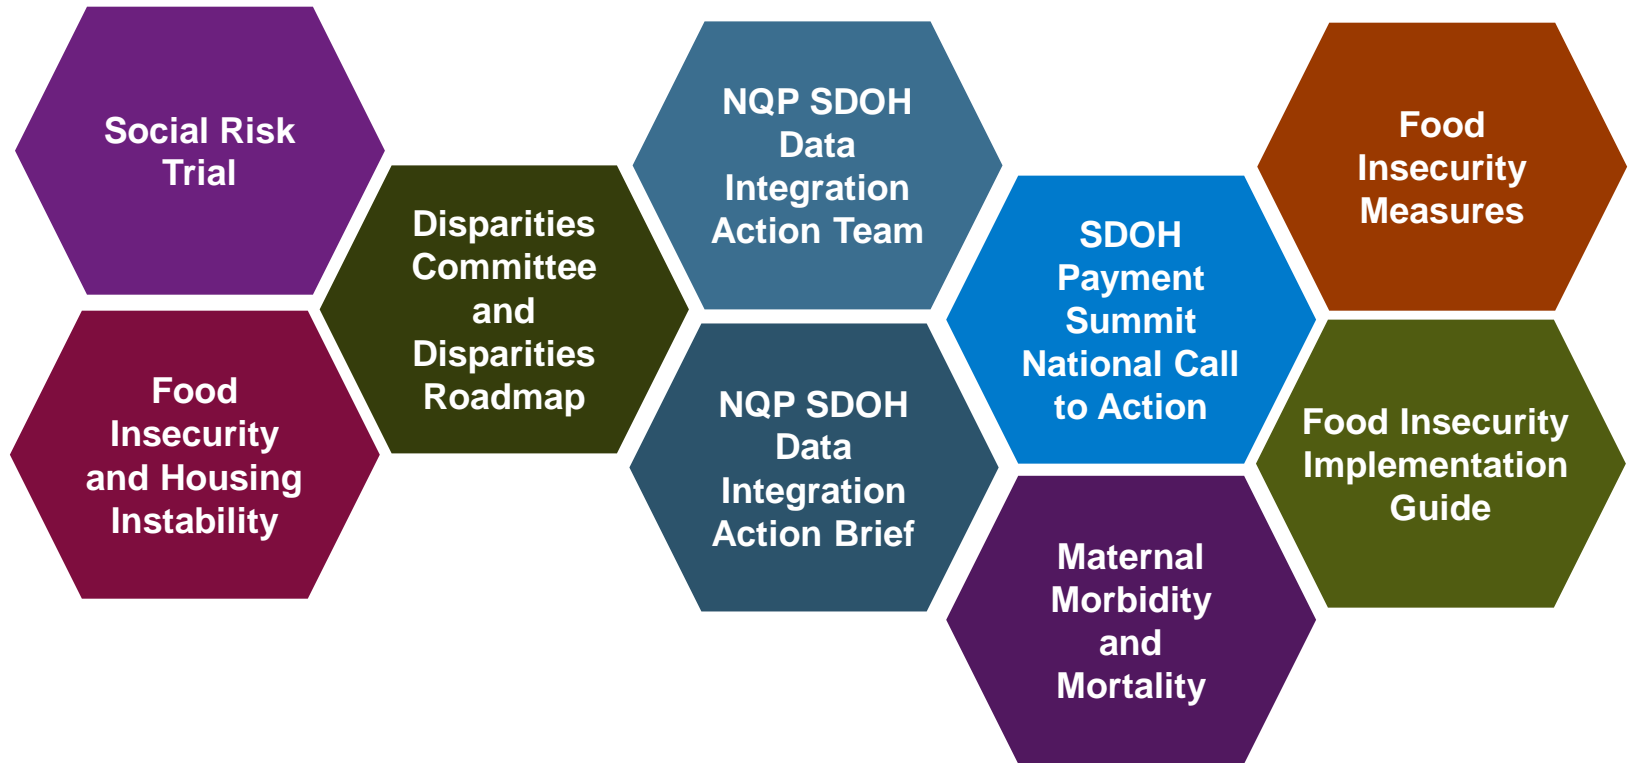 Social Risk
Trial
Food
Insecurity
and Housing
Instability
Disparities
Committee
and
Disparities
Roadmap
NQP SDOH
Data
Integration
Action Team
NQP SDOH
Data
Integration
Action Brief
SDOH
Payment
Summit
National Call
to Action
Maternal
Morbidity
and
Mortality
Food
Insecurity
Measures
Food Insecurity
Implementation
Guide